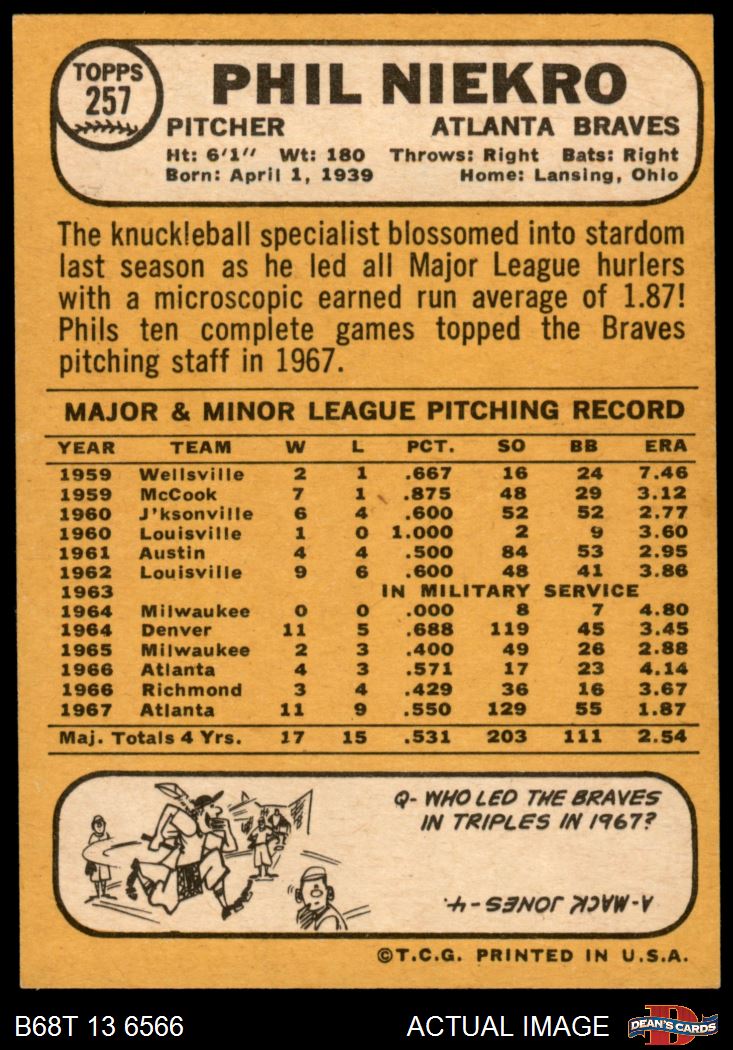 TOPPS
257
PHIL NIEKRO
PITCHER ATLANTA BRAVES
Ht: 6'1" Wt: 180 Throws: Right Bats: Right
Born: April 1, 1939 Home: Lansing, Ohio
The knuckleball specialist blossomed into stardom
last season as he led all Major League hurlers
with a microscopic earned run average of 1.87!
Phils ten complete games topped the Braves
pitching staff in 1967.
MAJOR & MINOR LEAGUE PITCHING RECORD
YEAR TEAM W L PCT. SO BB ERA
1959 Wellsville 2 1 .667 16 24 7.46
1959 McCook 7 1 .875 48 29 3.12
1960 J'ksonville 6 4 .600 52 52 2.77
1960 Louisville 1 0 1.000 2 9 3.60
1961 Austin 4 4 .500 84 53 2.95
1962 Louisville 9 6 .600 48 41 3.86
1963 IN MILITARY SERVICE
1964 Milwaukee 0 0 .000 8 7 4.80
1964 Denver 11 5 .688 119 45 3.45
1965 Milwaukee 2 3 .400 49 26 2.88
1966 Atlanta 4 3 .571 17 23 4.14
1966 Richmond 3 4 .429 36 16 3.67
1967 Atlanta 11 9 .550 129 55 1.87
Maj. Totals 4 Yrs. 17 15 .531 203 111 2.54
Q- WHO LED THE BRAVES
IN TRIPLES IN 1967?
A- MACK JONES - 4.
©T.C.G. PRINTED IN U.S.A.
B68T 13 6566 ACTUAL IMAGE DEAN'S CARDS